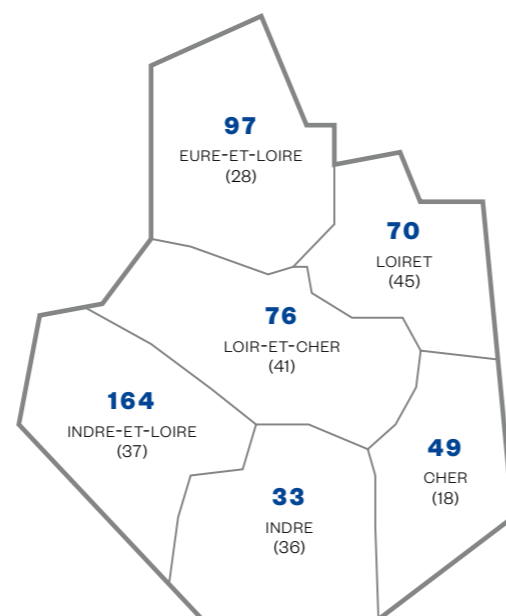 97
EURE-ET-LOIRE
(28)
70
LOIRET
(45)
76
LOIR-ET-CHER
(41)
164
INDRE-ET-LOIRE
(37)
49
CHER
(18)
33
INDRE
(36)